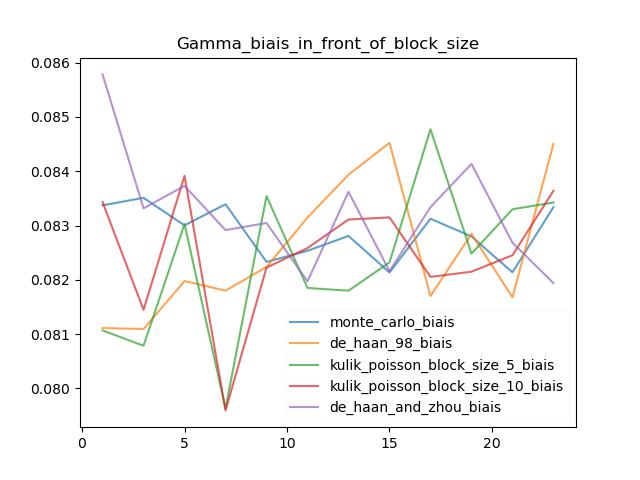 Gamma_biais_in_front_of_block_size
0.086
0.085
0.084
0.083
0.082
0.081
0.080
monte_carlo_biais
de_haan_98_biais
kulik_poisson_block_size_5_biais
kulik_poisson_block_size_10_biais
de_haan_and_zhou_biais
0 5 10 15 20